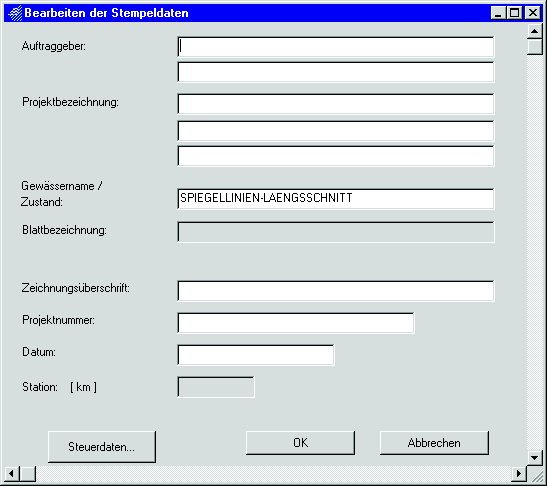 Bearbeiten der Stempeldaten
Auftraggeber:
Projektbezeichnung:
Gewässername /
Zustand:
SPIEGELLINIEN-LAENGSSCHNITT
Blattbezeichnung:
Zeichnungsüberschrift:
Projektnummer:
Datum:
Station: [ km ]
Steuerdaten...
OK
Abbrechen